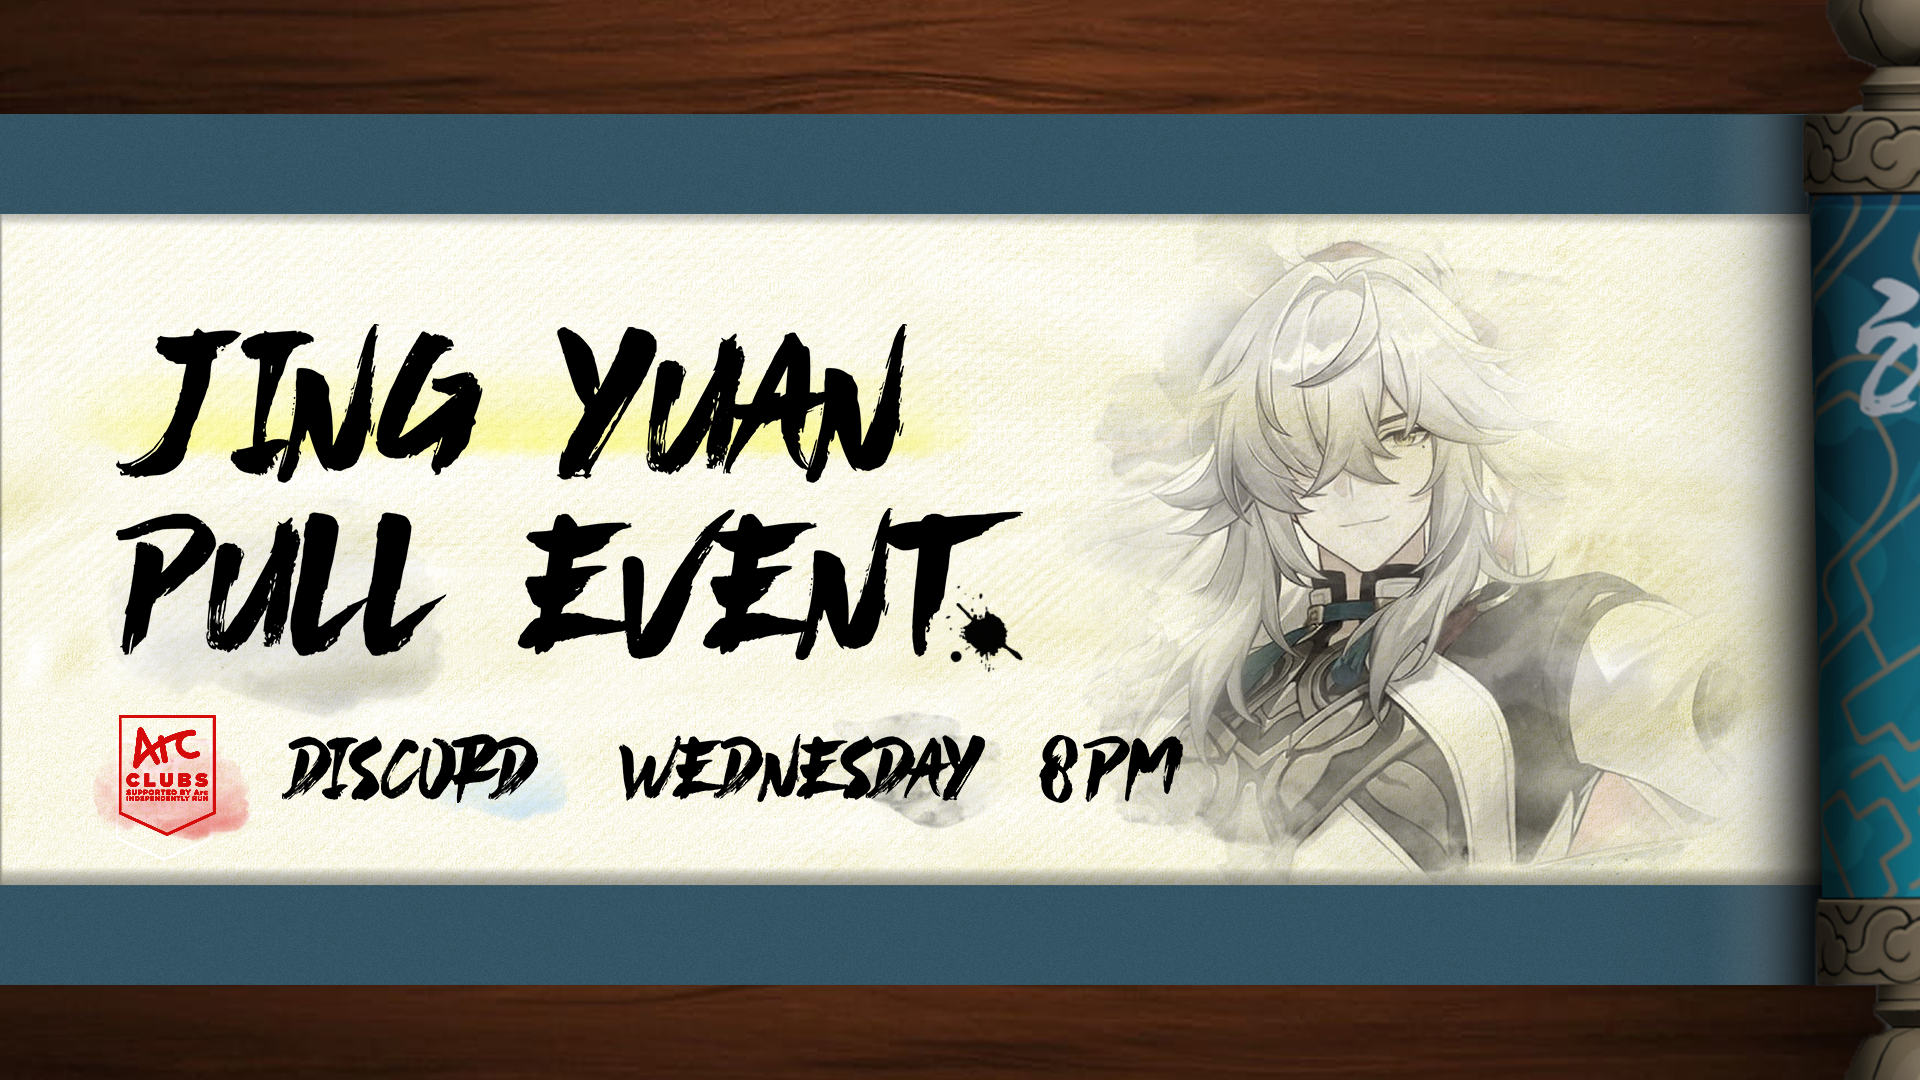 JING YUAN
PULL EVENT.
Arc
CLUBS
SUPPORTED BY Arc
INDEPENDENTLY RUN
DISCORD WEDNESDAY 8PM